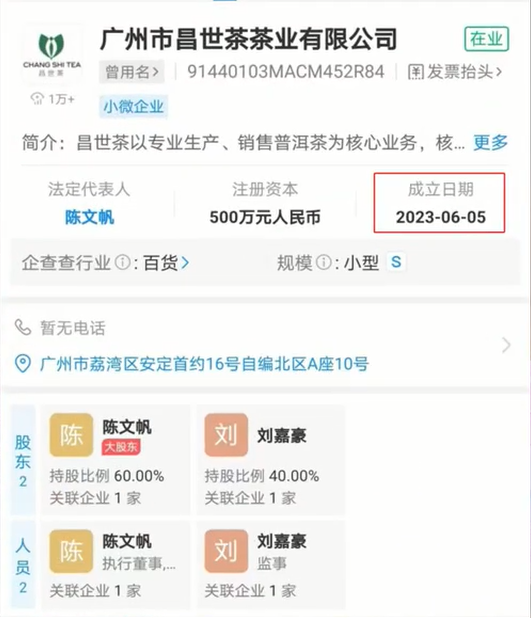 广州市昌世茶茶业有限公司
在业
CHANG SHI TEA
昌世茶
曾用名>
91440103MACM452R84
发票抬头>
1万+
小微企业
简介：昌世茶以专业生产、销售普洱茶为核心业务，核... 更多
法定代表人
注册资本
成立日期
陈文帆
500万元人民币
2023-06-05
企查查行业 : 百货>
规模 : 小型 S
暂无电话
广州市荔湾区安定首约16号自编北区A座10号
股东 2
陈
陈文帆
大股东
持股比例 60.00%
关联企业 1 家
刘
刘嘉豪
持股比例 40.00%
关联企业 1 家
人员 2
陈
陈文帆
执行董事,...
关联企业 1 家
刘
刘嘉豪
监事
关联企业 1 家